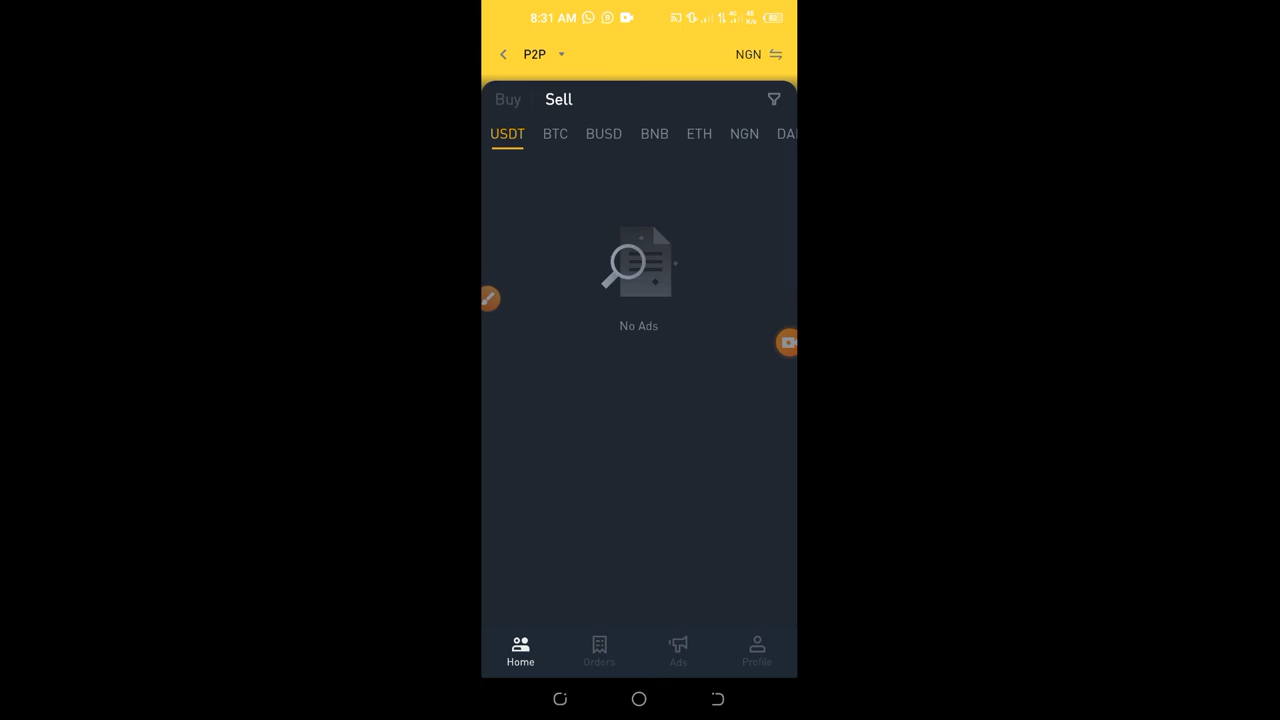 8:31 AM
P2P NGN
Buy Sell
USDT BTC BUSD BNB ETH NGN DAI
No Ads
Home Orders Ads Profile